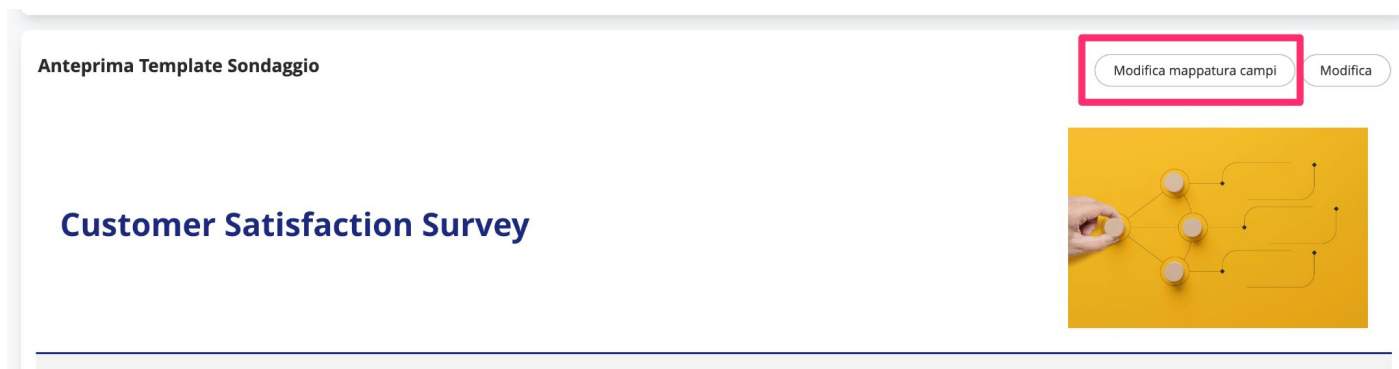 Anteprima Template Sondaggio
Modifica mappatura campi
Modifica
Customer Satisfaction Survey